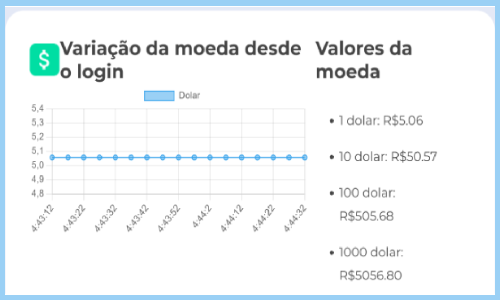 $
Variação da moeda desde
o login
Dolar
5,4
5,3
5,2
5,1
5,0
4,9
4,8
4:43:12
4:43:22
4:43:32
4:43:42
4:43:52
4:44:2
4:44:12
4:44:22
4:44:32
Valores da
moeda
1 dolar: R$5.06
10 dolar: R$50.57
100 dolar:
R$505.68
1000 dolar:
R$5056.80